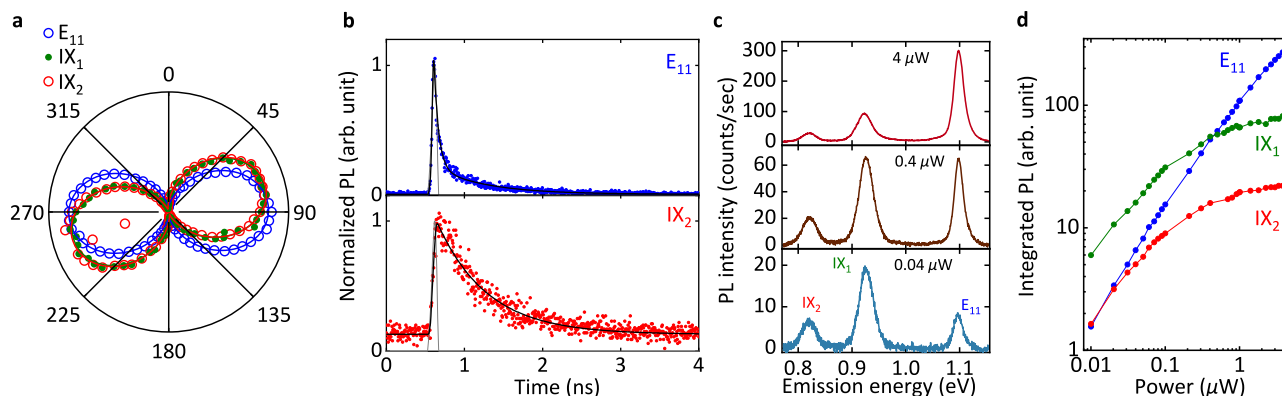 a
E11
IX1
IX2
0
45
90
135
180
225
270
315
b
Normalized PL (arb. unit)
1
0
E11
1
0
IX2
0 1 2 3 4
Time (ns)
c
PL intensity (counts/sec)
300
200
100
0
4 µW
60
40
20
0
0.4 µW
20
10
0
IX1
0.04 µW
IX2
E11
0.8 0.9 1.0 1.1
Emission energy (eV)
d
Integrated PL (arb. unit)
100
10
1
E11
IX1
IX2
0.01 0.1 1
Power (µW)